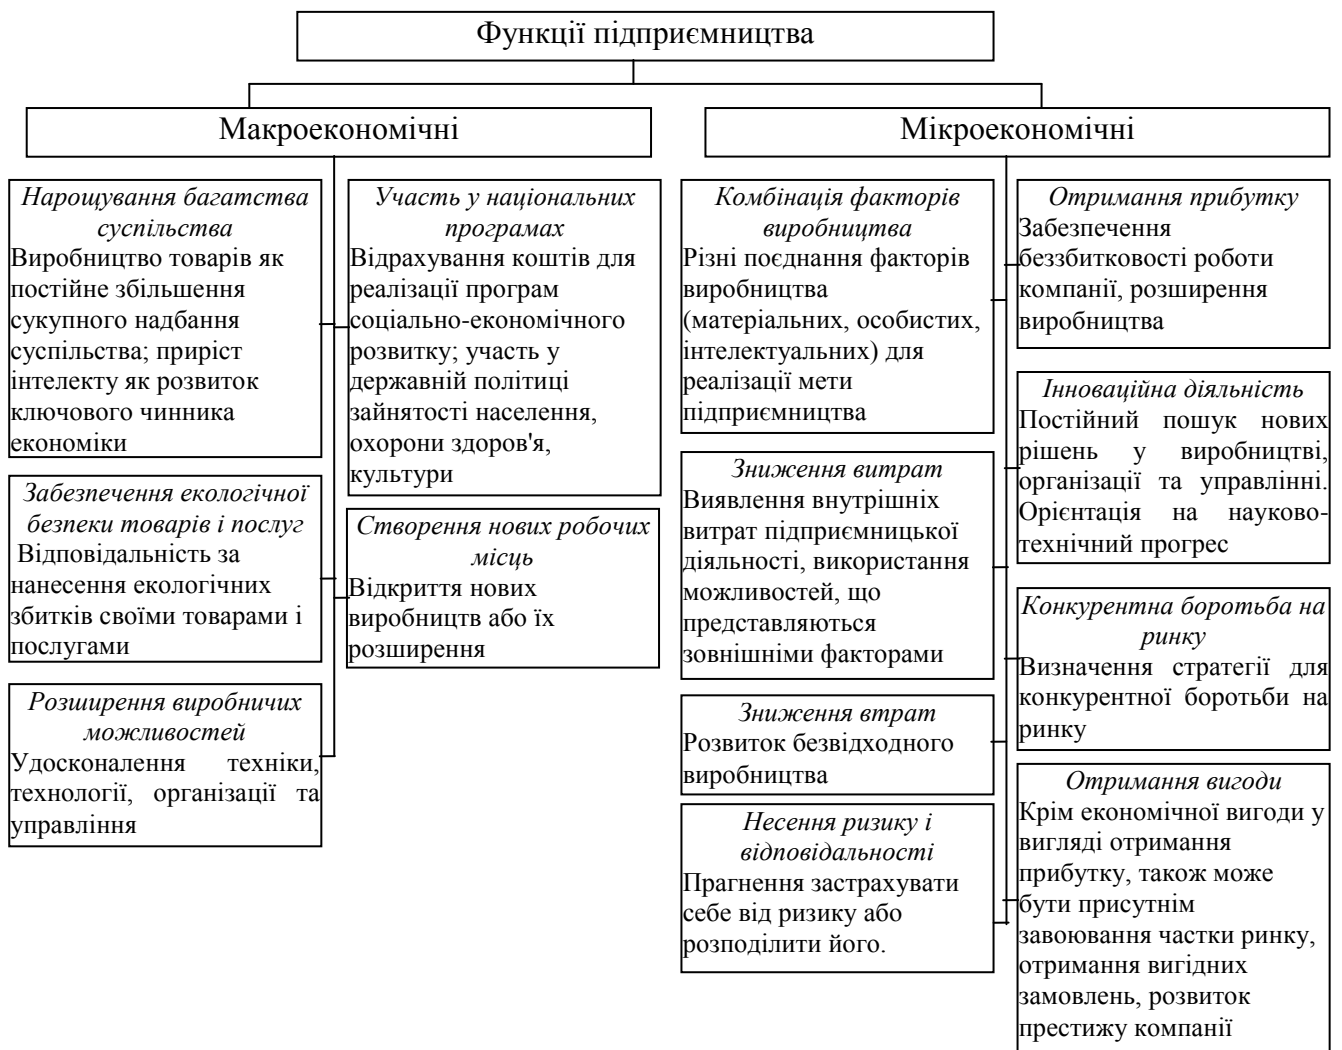 Функції підприємництва
Макроекономічні
Мікроекономічні
Нарощування багатства
суспільства
Виробництво товарів як
постійне збільшення
сукупного надбання
суспільства; приріст
інтелекту як розвиток
ключового чинника
економіки
Забезпечення екологічної
безпеки товарів і послуг
Відповідальність за
нанесення екологічних
збитків своїми товарами і
послугами
Розширення виробничих
можливостей
Удосконалення техніки,
технології, організації та
управління
Участь у національних
програмах
Відрахування коштів для
реалізації програм
соціально-економічного
розвитку; участь у
державній політиці
зайнятості населення,
охорони здоров'я,
культури
Створення нових робочих
місць
Відкриття нових
виробництв або їх
розширення
Комбінація факторів
виробництва
Різні поєднання факторів
виробництва
(матеріальних, особистих,
інтелектуальних) для
реалізації мети
підприємництва
Зниження витрат
Виявлення внутрішніх
витрат підприємницької
діяльності, використання
можливостей, що
представляються
зовнішніми факторами
Зниження втрат
Розвиток безвідходного
виробництва
Несення ризику і
відповідальності
Прагнення застрахувати
себе від ризику або
розподілити його.
Отримання прибутку
Забезпечення
беззбитковості роботи
компанії, розширення
виробництва
Інноваційна діяльність
Постійний пошук нових
рішень у виробництві,
організації та управлінні.
Орієнтація на науково-
технічний прогрес
Конкурентна боротьба на
ринку
Визначення стратегії для
конкурентної боротьби на
ринку
Отримання вигоди
Крім економічної вигоди у
вигляді отримання
прибутку, також може
бути присутнім
завоювання частки ринку,
отримання вигідних
замовлень, розвиток
престижу компанії